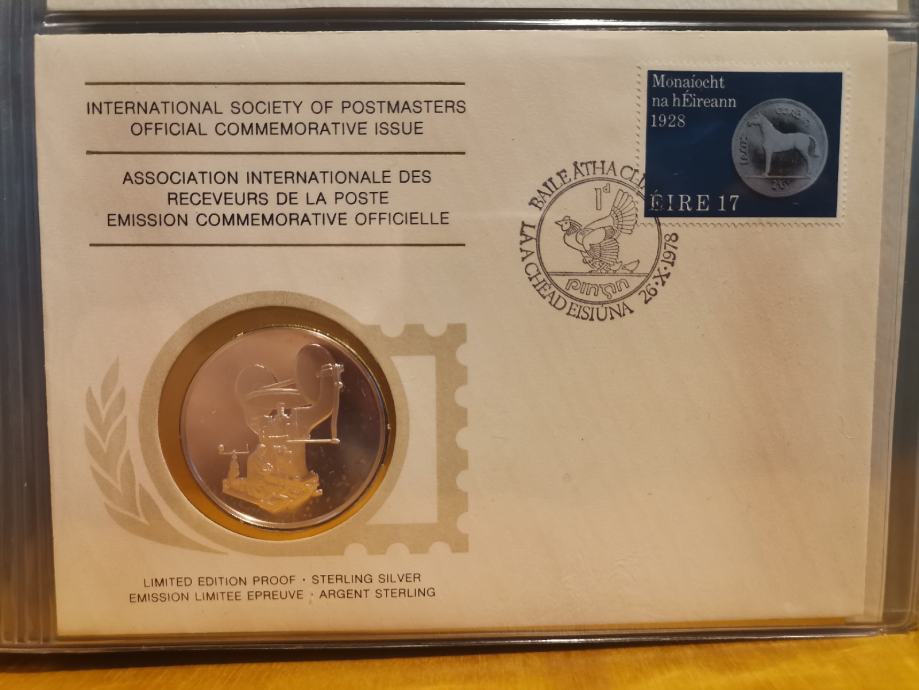 INTERNATIONAL SOCIETY OF POSTMASTERS
OFFICIAL COMMEMORATIVE ISSUE
ASSOCIATION INTERNATIONALE DES
RECEVEURS DE LA POSTE
EMISSION COMMEMORATIVE OFFICIELLE
Monaíocht
na hÉireann
1928
ÉIRE 17
BAILE ÁTHA
1d
pingin
LÁ A CHÉAD EISIÚNA 26·X·1978
LIMITED EDITION PROOF · STERLING SILVER
EMISSION LIMITEE EPREUVE · ARGENT STERLING